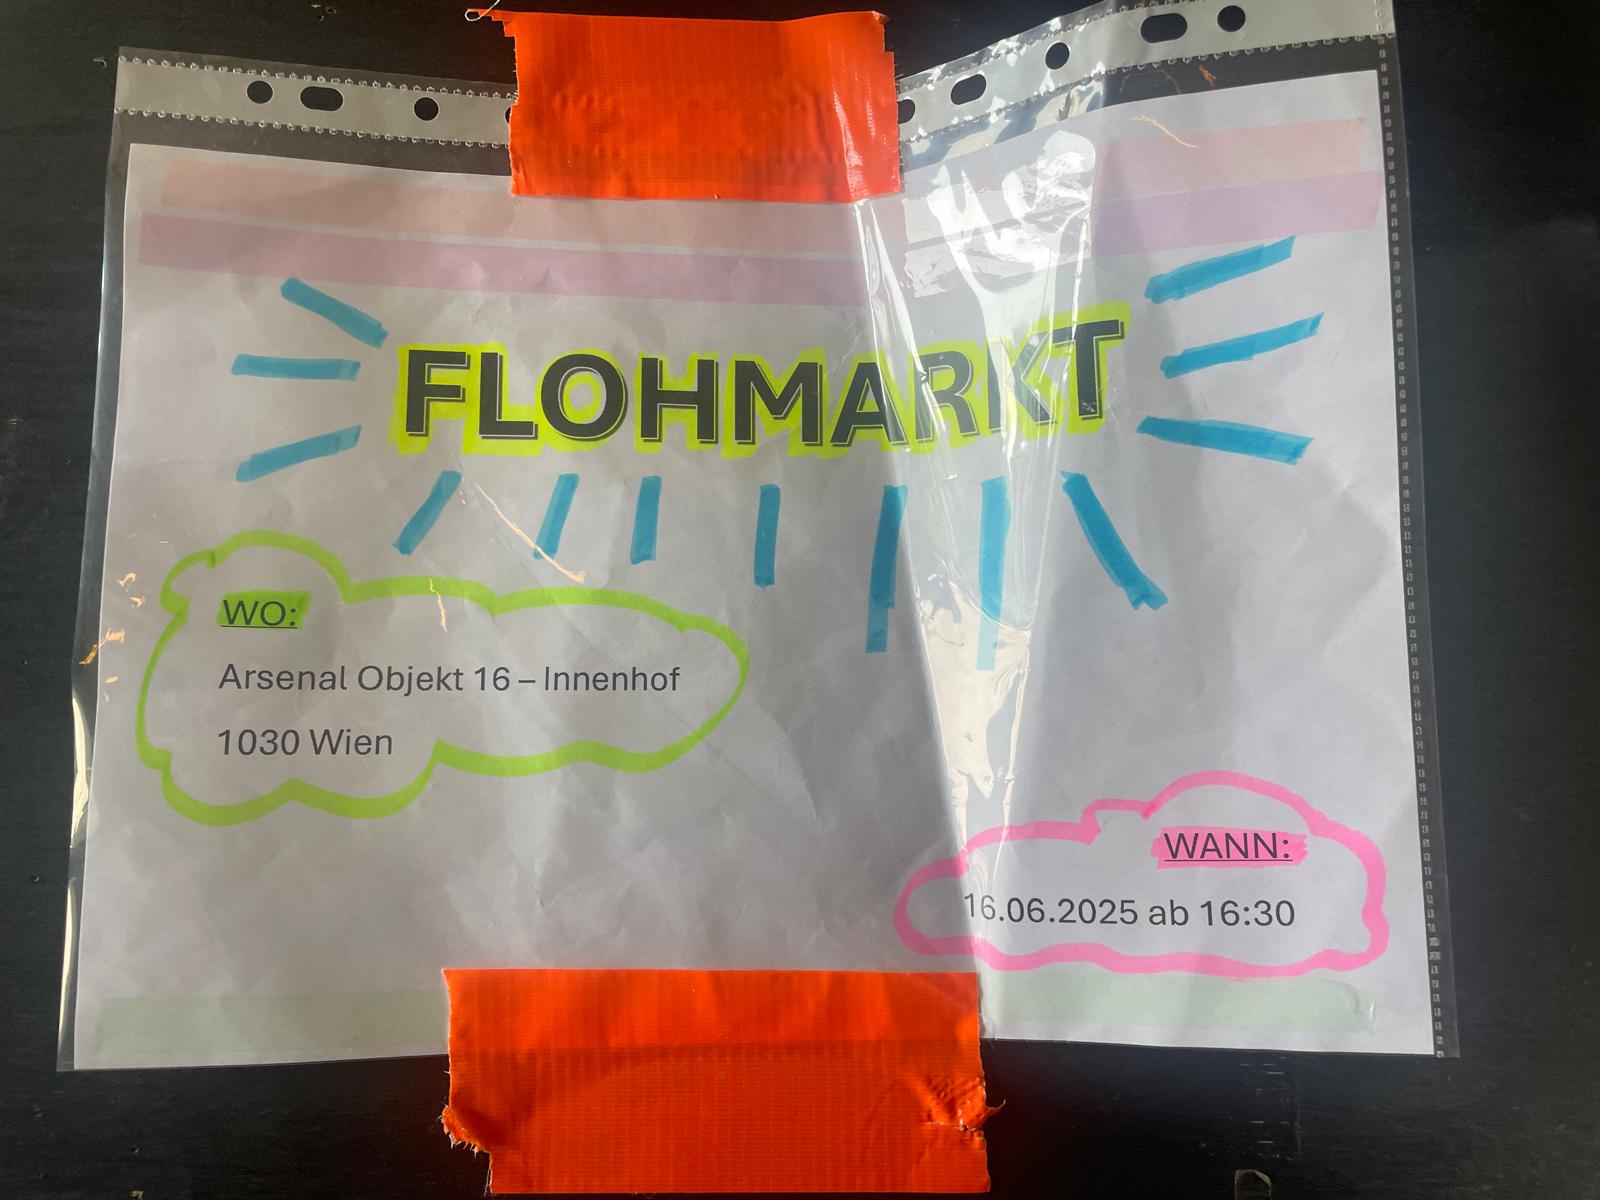 FLOHMARKT
WO:
Arsenal Objekt 16 – Innenhof
1030 Wien
WANN:
16.06.2025 ab 16:30